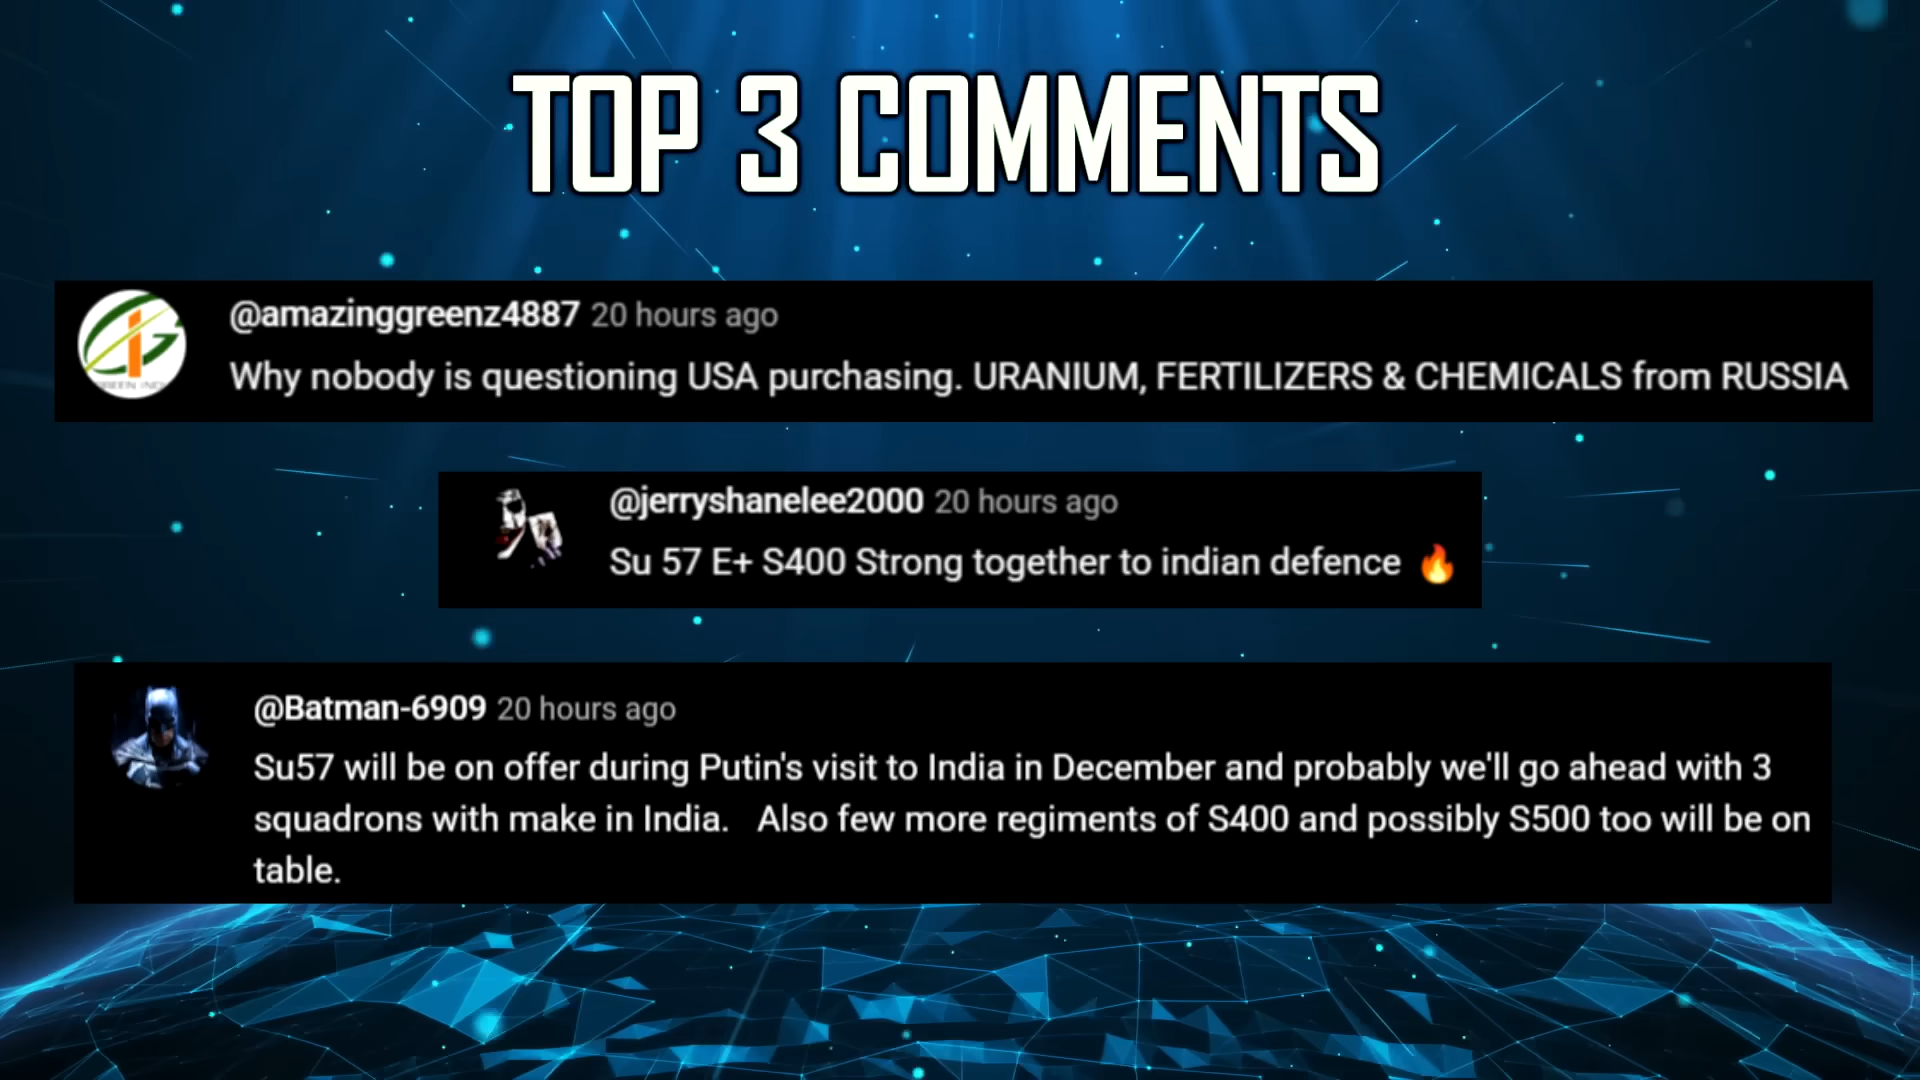 TOP 3 COMMENTS
@amazinggreenz4887 20 hours ago
Why nobody is questioning USA purchasing. URANIUM, FERTILIZERS & CHEMICALS from RUSSIA
@jerryshanelee2000 20 hours ago
Su 57 E+ S400 Strong together to indian defence 🔥
@Batman-6909 20 hours ago
Su57 will be on offer during Putin's visit to India in December and probably we'll go ahead with 3
squadrons with make in India.   Also few more regiments of S400 and possibly S500 too will be on
table.